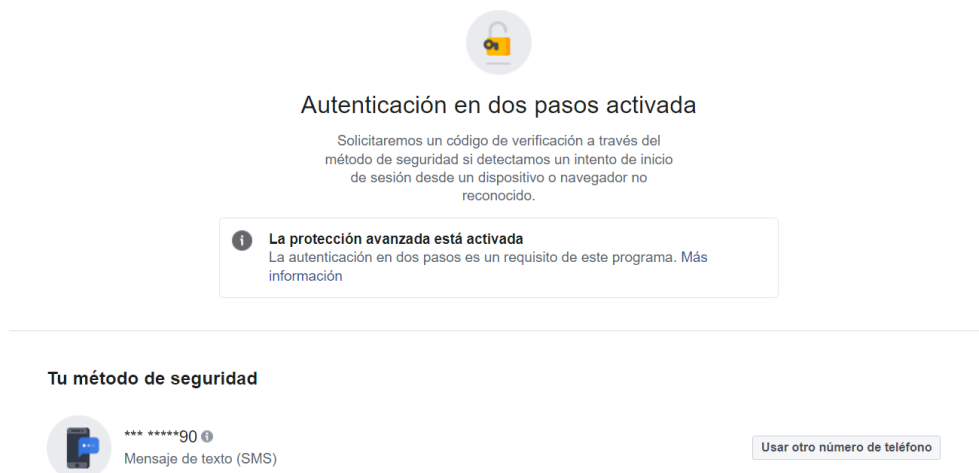 Autenticación en dos pasos activada
Solicitaremos un código de verificación a través del
método de seguridad si detectamos un intento de inicio
de sesión desde un dispositivo o navegador no
reconocido.
La protección avanzada está activada
La autenticación en dos pasos es un requisito de este programa. Más
información
Tu método de seguridad
*** *****90
Mensaje de texto (SMS)
Usar otro número de teléfono